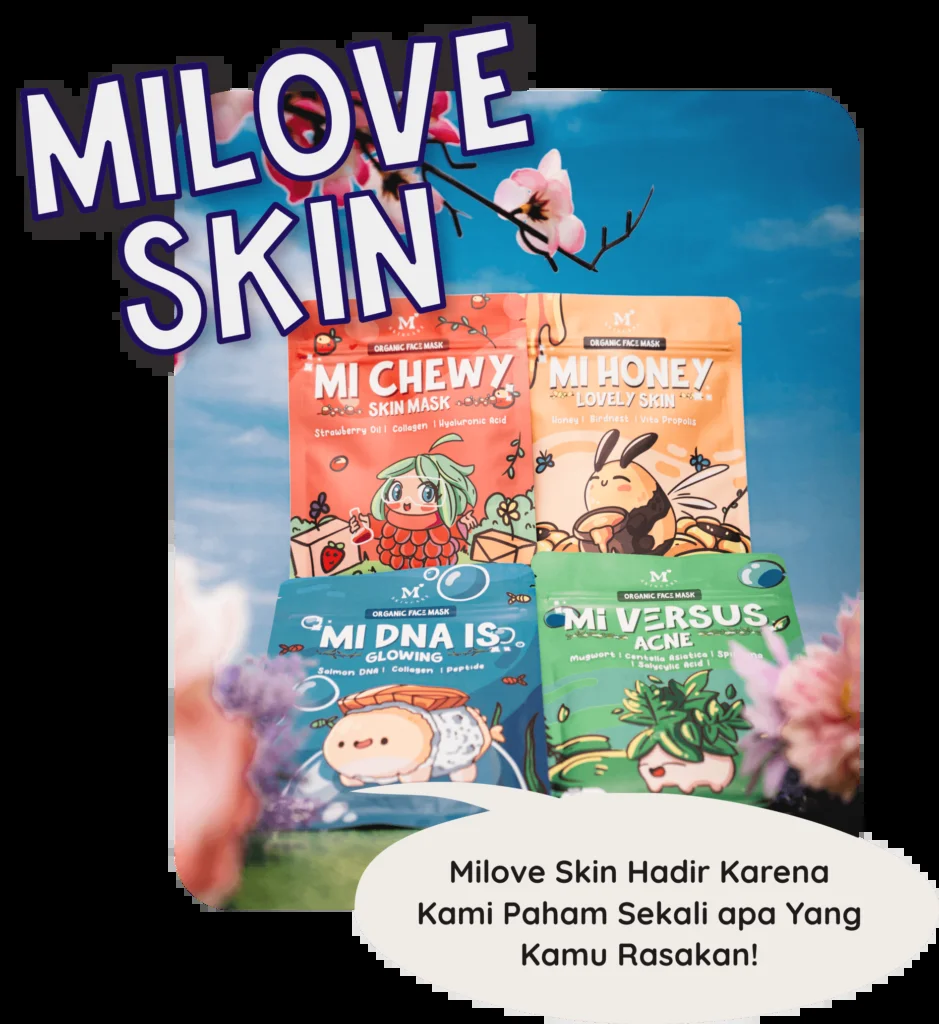 MILOVE
SKIN
M
ORGANIC FACE MASK
MI CHEWY
SKIN MASK
Strawberry Oil | Collagen | Hyaluronic Acid
M
ORGANIC FACE MASK
MI HONEY
LOVELY SKIN
Honey | Birdnest | Vita Propolis
M
ORGANIC FACE MASK
MI DNA IS
GLOWING
Salmon DNA | Collagen | Peptide
M
ORGANIC FACE MASK
Mi VERSUS
ACNE
Mugwort | Centella Asiatica |
| Salycylic Acid |
Milove Skin Hadir Karena
Kami Paham Sekali apa Yang
Kamu Rasakan!